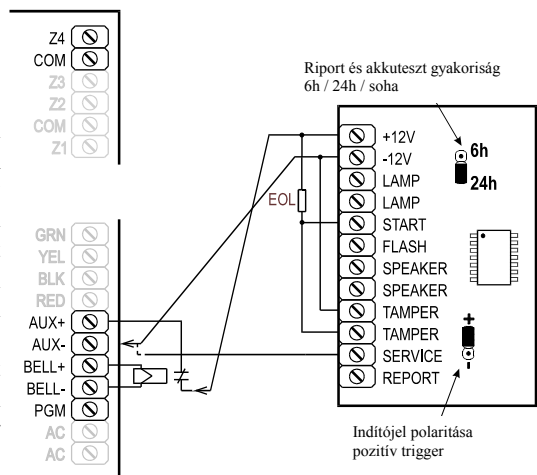 Z4
COM
Z3
Z2
COM
Z1
GRN
YEL
BLK
RED
AUX+
AUX-
BELL+
BELL-
PGM
AC
AC
EOL
Riport és akkuteszt gyakoriság
6h / 24h / soha
+12V
-12V
LAMP
LAMP
START
FLASH
SPEAKER
SPEAKER
TAMPER
TAMPER
SERVICE
REPORT
6h
24h
+
-
Indítójel polaritása
pozitív trigger